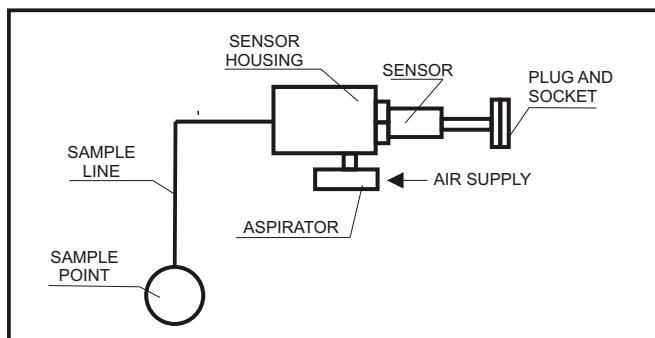 SENSOR
HOUSING
SENSOR
PLUG AND
SOCKET
SAMPLE
LINE
AIR SUPPLY
ASPIRATOR
SAMPLE
POINT